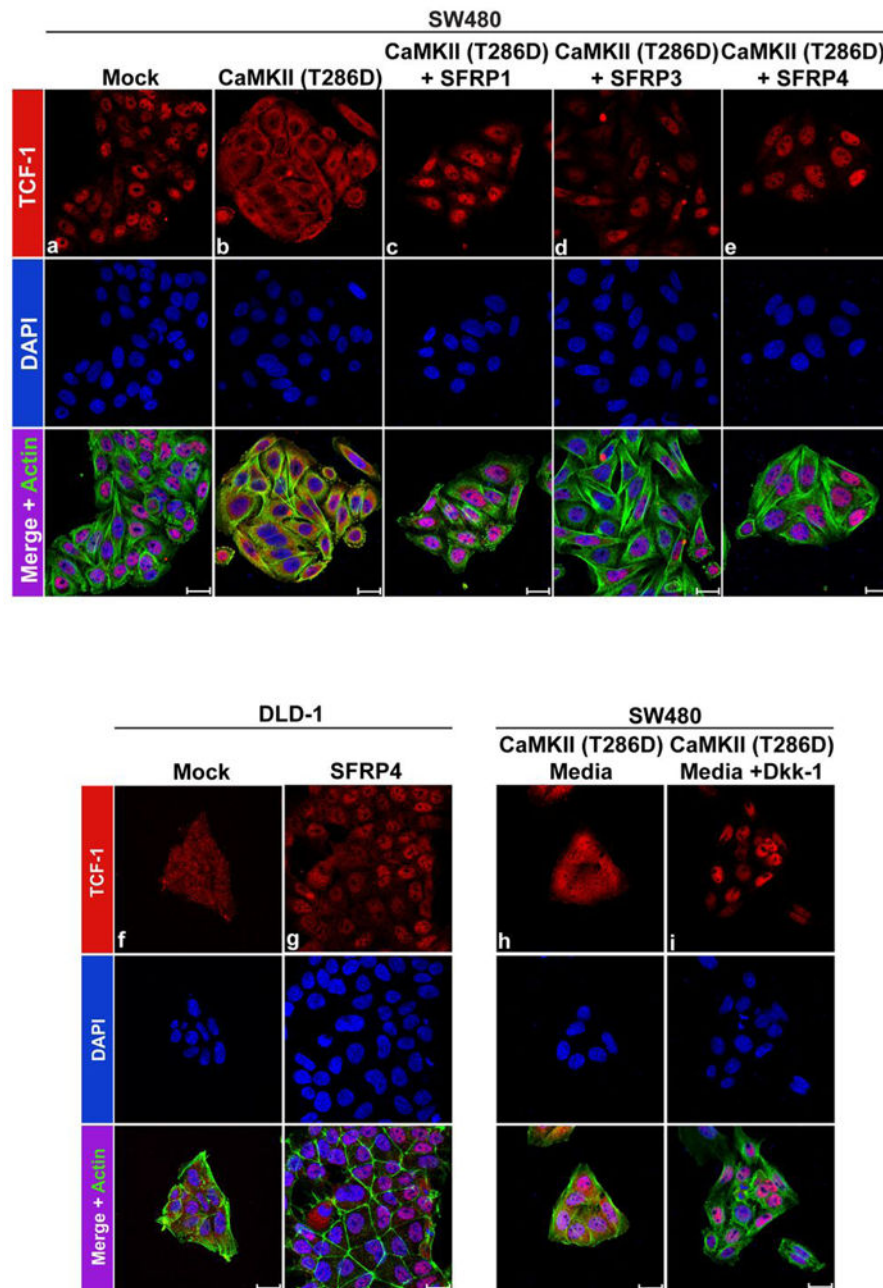 SW480
Mock
CaMKII (T286D)
CaMKII (T286D)
+ SFRP1
CaMKII (T286D)
+ SFRP3
CaMKII (T286D)
+ SFRP4
TCF-1
a
b
c
d
e
DAPI
Merge + Actin
DLD-1
Mock
SFRP4
SW480
CaMKII (T286D)
Media
CaMKII (T286D)
Media +Dkk-1
TCF-1
f
g
h
i
DAPI
Merge + Actin